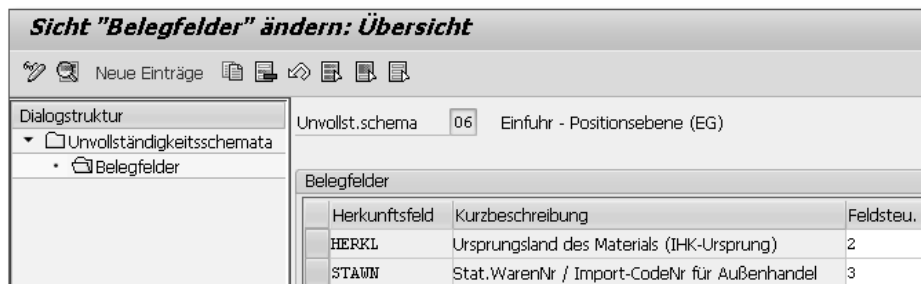 Sicht "Belegfelder" ändern: Übersicht
Neue Einträge
Dialogstruktur
Unvollständigkeitsschemata
Belegfelder
Unvollst.schema 06 Einfuhr - Positionsebene (EG)
Belegfelder
Herkunftsfeld Kurzbeschreibung Feldsteu.
HERKL Ursprungsland des Materials (IHK-Ursprung) 2
STAWN Stat.WarenNr / Import-CodeNr für Außenhandel 3